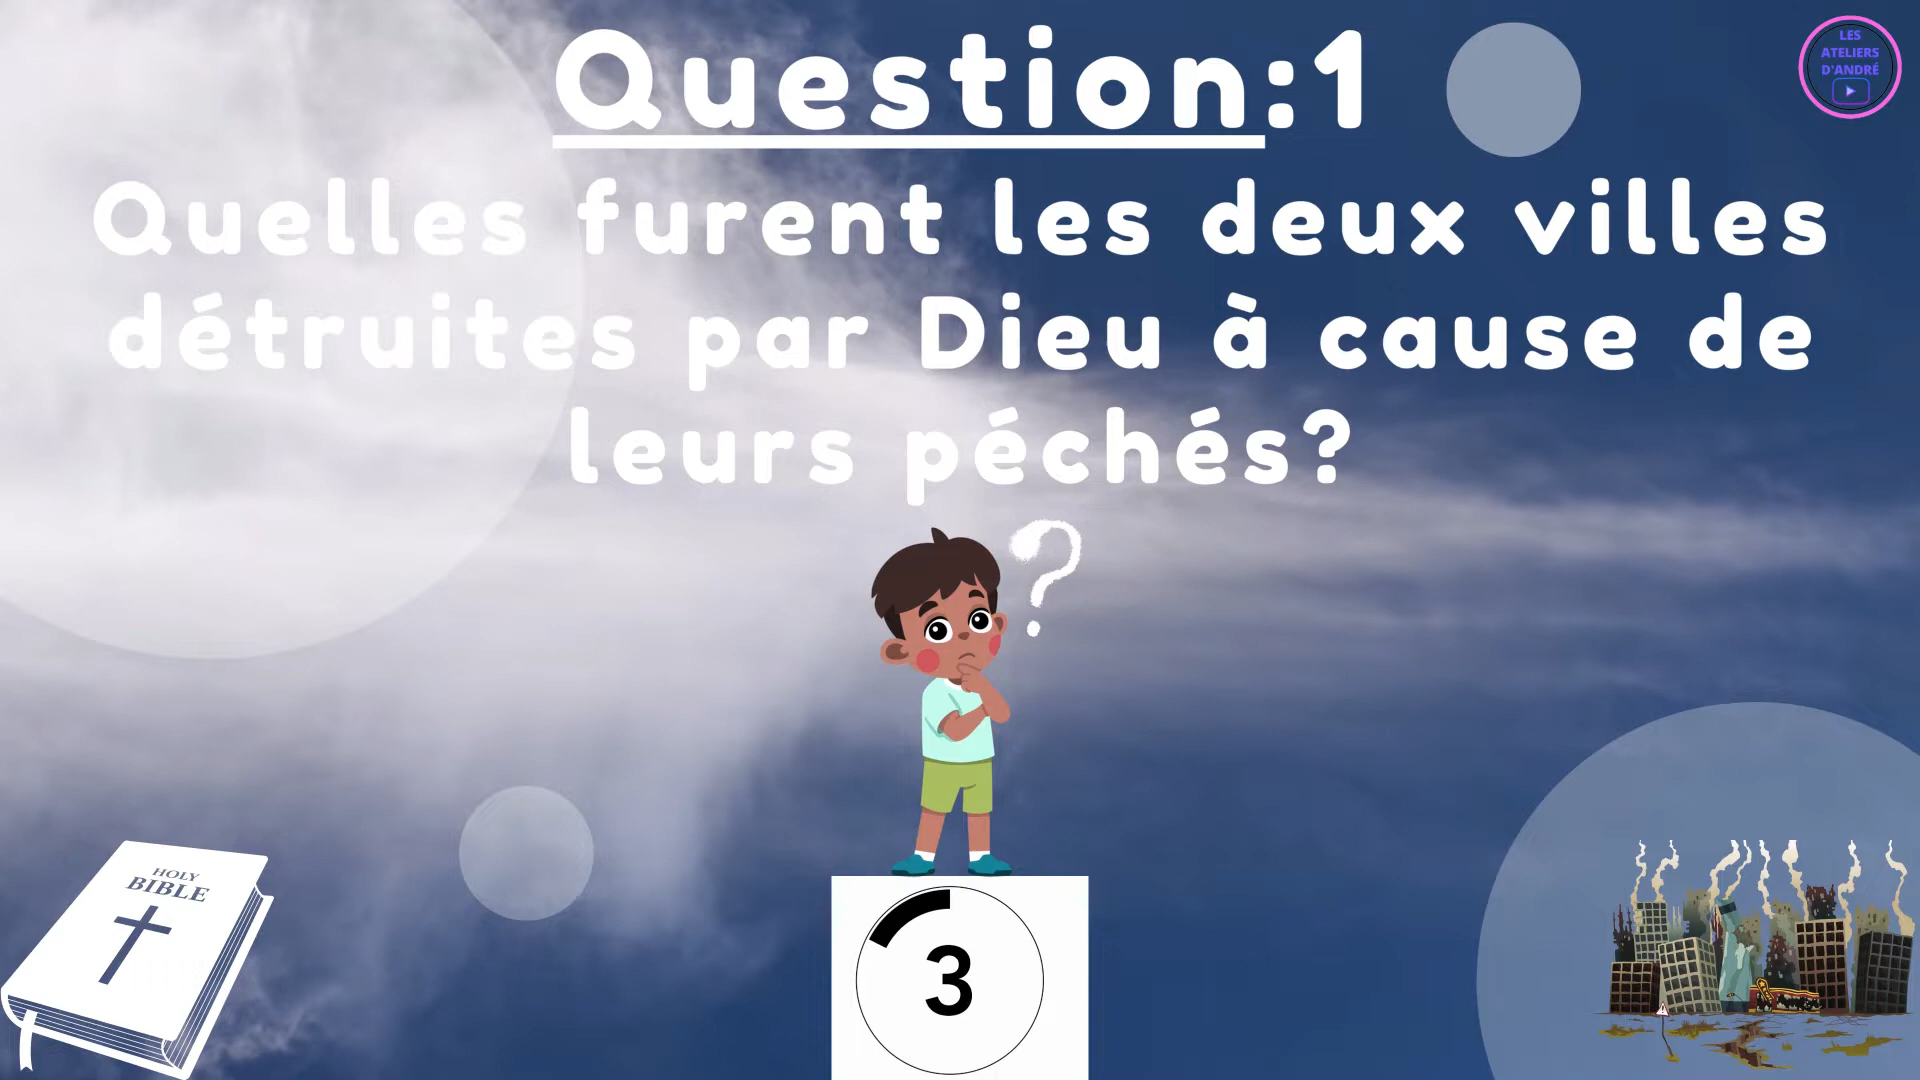 Question:1
LES
ATELIERS
D'ANDRÉ
Quelles furent les deux villes
détruites par Dieu à cause de
leurs péchés?
?
HOLY
BIBLE
3